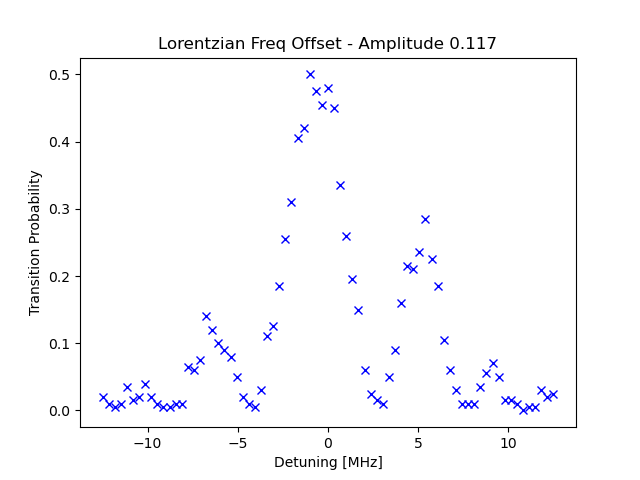 Lorentzian Freq Offset - Amplitude 0.117
0.5
0.4
0.3
0.2
0.1
0.0
Transition Probability
−10 −5 0 5 10
Detuning [MHz]